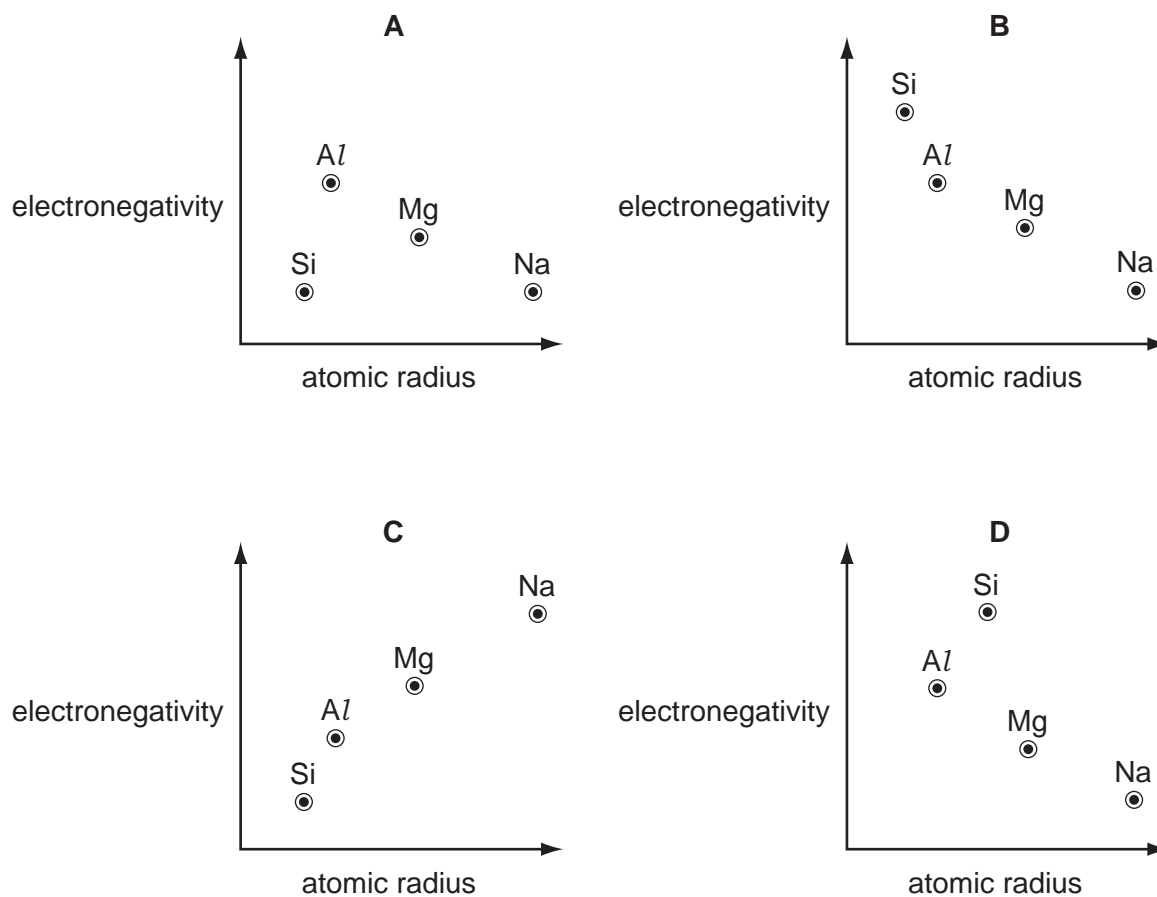 A
Si
Al
Mg
Na
electronegativity
atomic radius
B
Si
Al
Mg
Na
electronegativity
atomic radius
C
Na
Mg
Al
Si
electronegativity
atomic radius
D
Si
Al
Mg
Na
electronegativity
atomic radius